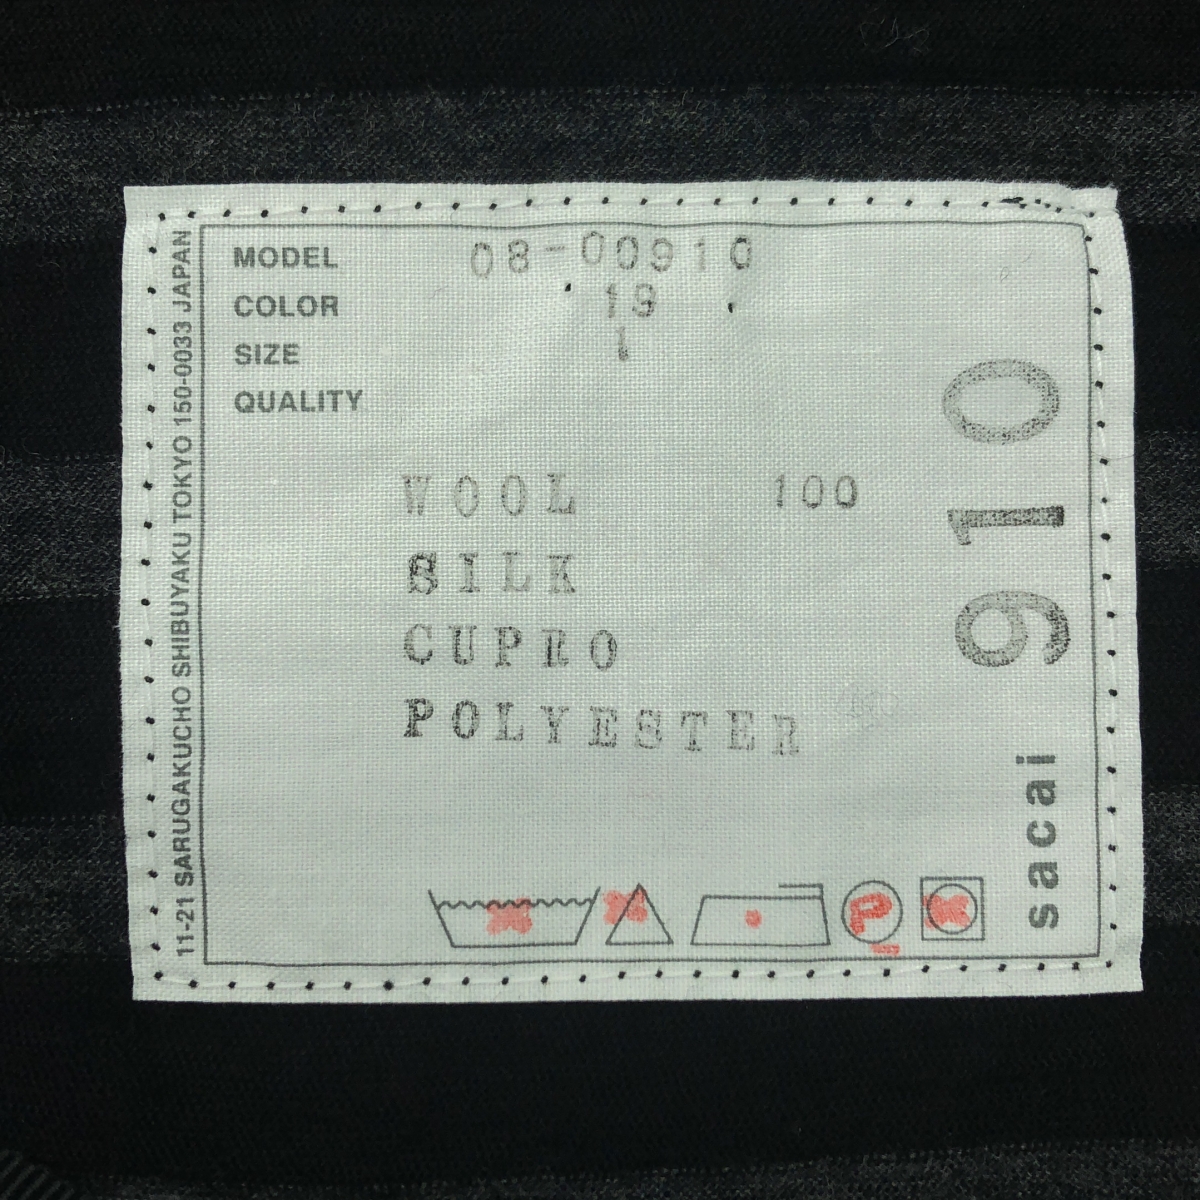 MODEL 08-00910
COLOR 19
SIZE 1
QUALITY
WOOL 100
SILK
CUPRO
POLYESTER
P
910
sacai
11-21 SARUGAKUCHO SHIBUYAKU TOKYO 150-0033 JAPAN